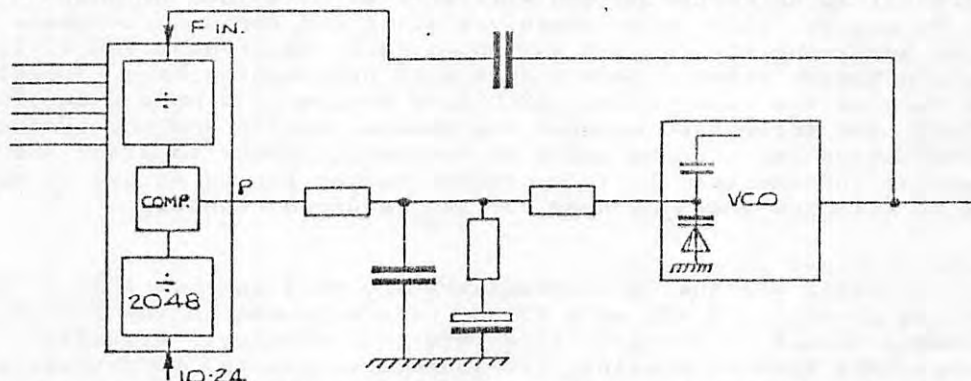 F IN.
÷
COMP.
P
VCO
÷
2048
10·24